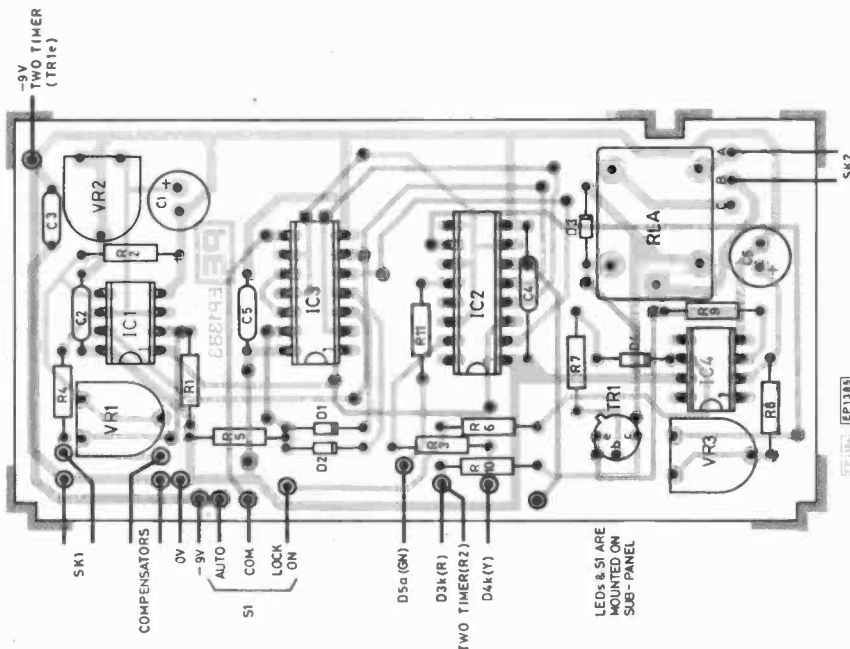 -9V
TWO TIMER
(TR1e)
C3
VR2
C1 +
R2
C2
IC1
R4
VR1
R1
PE
EP1383
C5
IC3
R5
D1
D2
SK1
COMPENSATORS
0V
-9V
AUTO
COM.
LOCK
ON
S1
R11
IC2
C4
R3
R6
R10
D5a (GN)
D3k (R)
TWO TIMER (R2)
D4k (Y)
D3
RLA
A
B
C
SK2
C6
+
R7
R9
TR1
e
b
c
IC4
VR3
R8
LEDs & S1 ARE
MOUNTED ON
SUB-PANEL
EP1385